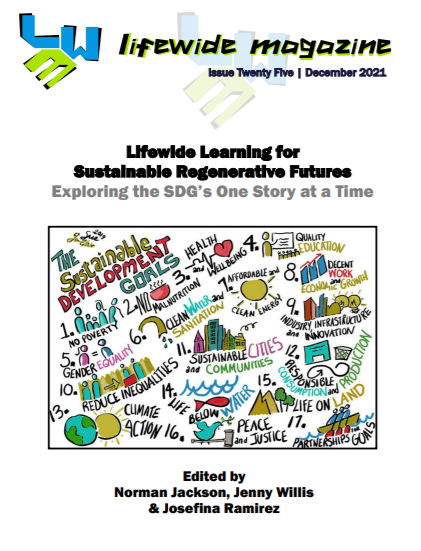 LWM
lifewide magazine
Issue Twenty Five | December 2021
Lifewide Learning for
Sustainable Regenerative Futures
Exploring the SDG's One Story at a Time
THE
Sustainable
DEVELOPMENT
GOALS
1. NO POVERTY
2. NO MALNUTRITION
3. HEALTH and WELLBEING
4. QUALITY EDUCATION
5. GENDER EQUALITY
6. CLEAN WATER and SANITATION
7. AFFORDABLE and CLEAN ENERGY
8. DECENT WORK and ECONOMIC GROWTH
9. INDUSTRY, INFRASTRUCTURE and INNOVATION
10. REDUCE INEQUALITIES
11. SUSTAINABLE CITIES and COMMUNITIES
12. RESPONSIBLE CONSUMPTION and PRODUCTION
13. CLIMATE ACTION
14. LIFE BELOW WATER
15. LIFE ON LAND
16. PEACE and JUSTICE
17. PARTNERSHIPS for GOALS
Edited by
Norman Jackson, Jenny Willis
& Josefina Ramirez